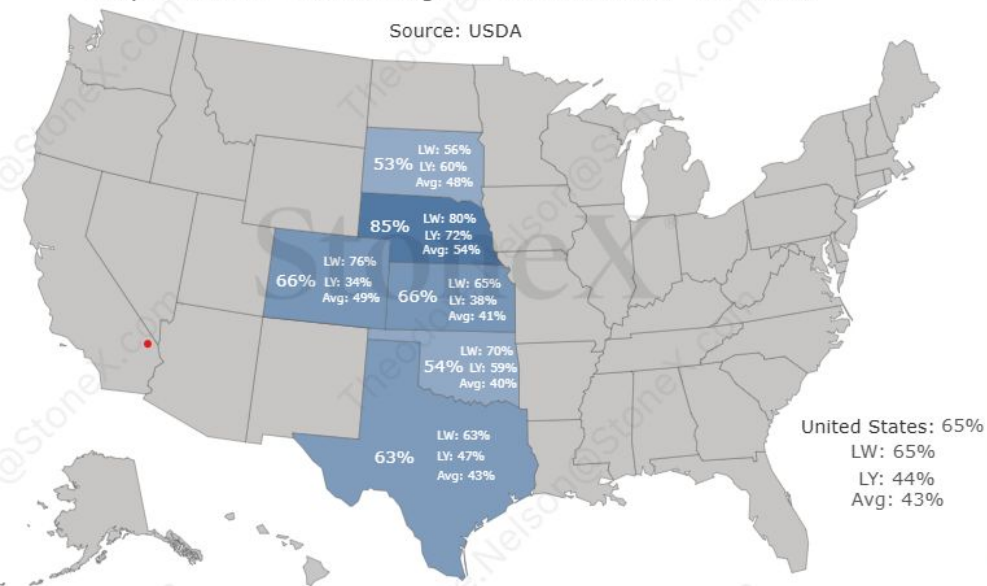 Source: USDA
53%
LW: 56%
LY: 60%
Avg: 48%
85%
LW: 80%
LY: 72%
Avg: 54%
66%
LW: 76%
LY: 34%
Avg: 49%
66%
LW: 65%
LY: 38%
Avg: 41%
54%
LW: 70%
LY: 59%
Avg: 40%
63%
LW: 63%
LY: 47%
Avg: 43%
United States: 65%
LW: 65%
LY: 44%
Avg: 43%
StoneX